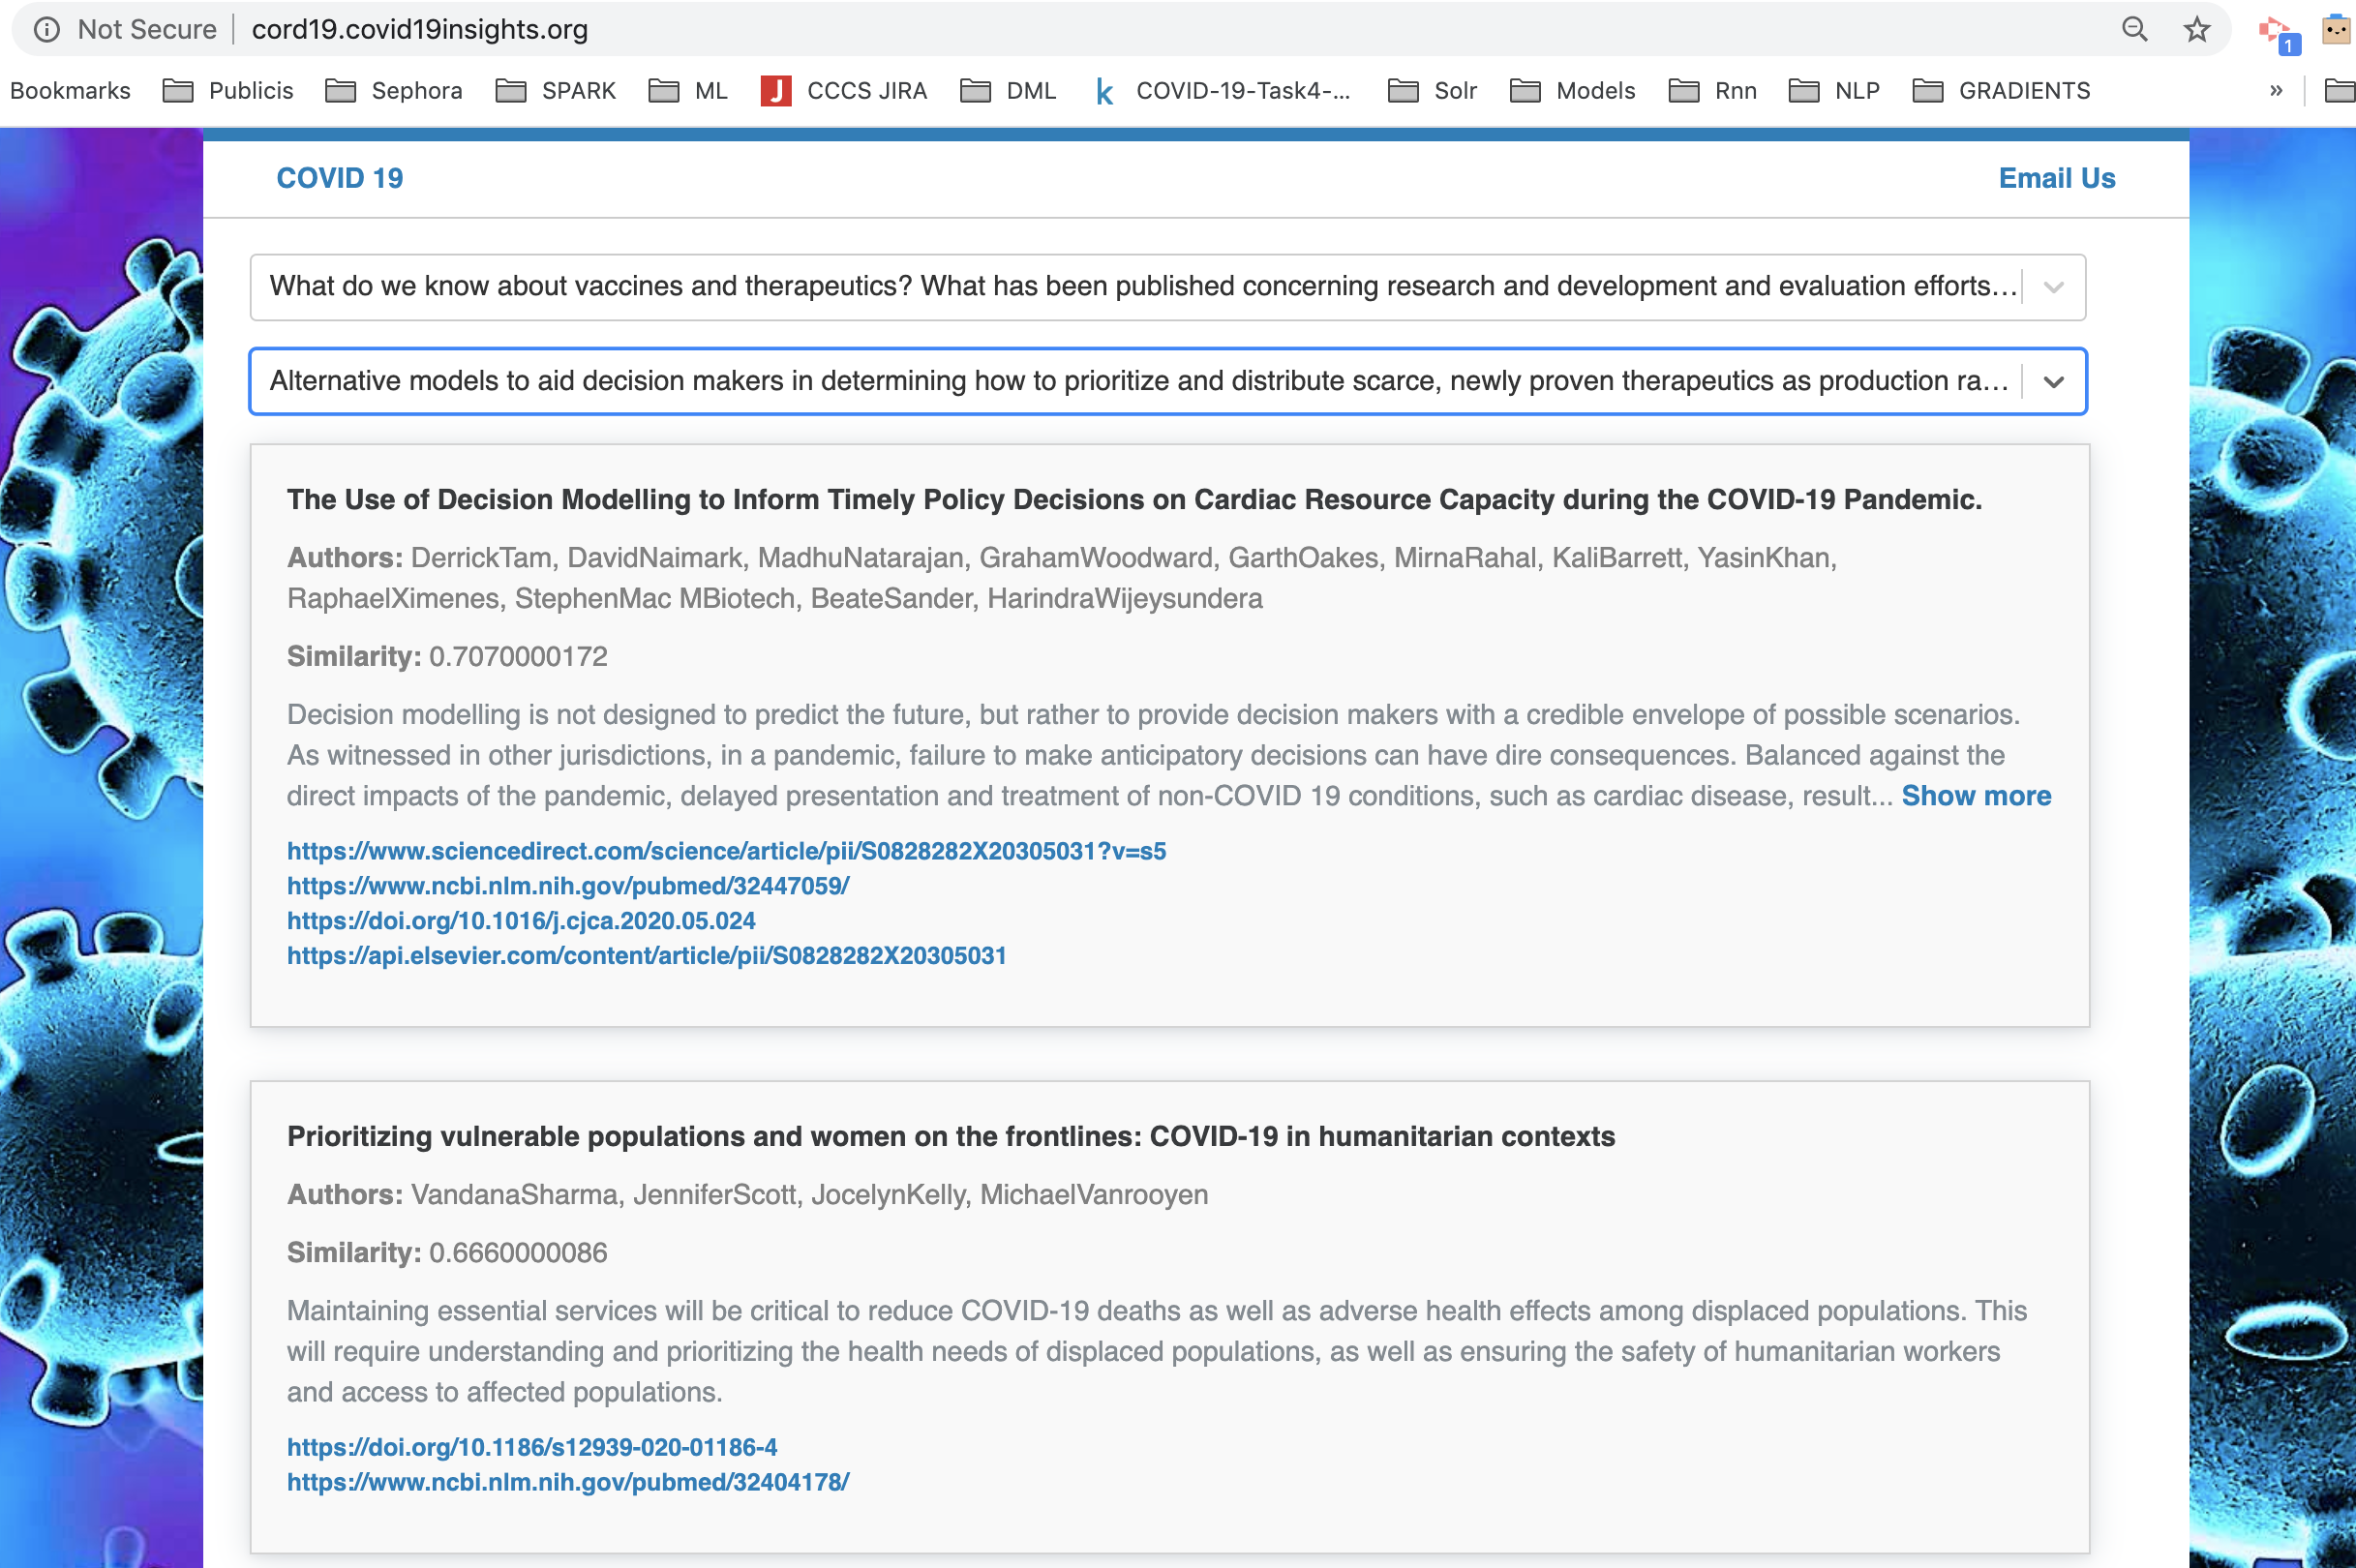 Not Secure cord19.covid19insights.org
1
Bookmarks Publicis Sephora SPARK ML J CCCS JIRA DML k COVID-19-Task4-... Solr Models Rnn NLP GRADIENTS »
COVID 19 Email Us
What do we know about vaccines and therapeutics? What has been published concerning research and development and evaluation efforts...
Alternative models to aid decision makers in determining how to prioritize and distribute scarce, newly proven therapeutics as production ra...
The Use of Decision Modelling to Inform Timely Policy Decisions on Cardiac Resource Capacity during the COVID-19 Pandemic.
Authors: DerrickTam, DavidNaimark, MadhuNatarajan, GrahamWoodward, GarthOakes, MirnaRahal, KaliBarrett, YasinKhan,
RaphaelXimenes, StephenMac MBiotech, BeateSander, HarindraWijeysundera
Similarity: 0.7070000172
Decision modelling is not designed to predict the future, but rather to provide decision makers with a credible envelope of possible scenarios.
As witnessed in other jurisdictions, in a pandemic, failure to make anticipatory decisions can have dire consequences. Balanced against the
direct impacts of the pandemic, delayed presentation and treatment of non-COVID 19 conditions, such as cardiac disease, result... Show more
https://www.sciencedirect.com/science/article/pii/S0828282X20305031?v=s5
https://www.ncbi.nlm.nih.gov/pubmed/32447059/
https://doi.org/10.1016/j.cjca.2020.05.024
https://api.elsevier.com/content/article/pii/S0828282X20305031
Prioritizing vulnerable populations and women on the frontlines: COVID-19 in humanitarian contexts
Authors: VandanaSharma, JenniferScott, JocelynKelly, MichaelVanrooyen
Similarity: 0.6660000086
Maintaining essential services will be critical to reduce COVID-19 deaths as well as adverse health effects among displaced populations. This
will require understanding and prioritizing the health needs of displaced populations, as well as ensuring the safety of humanitarian workers
and access to affected populations.
https://doi.org/10.1186/s12939-020-01186-4
https://www.ncbi.nlm.nih.gov/pubmed/32404178/